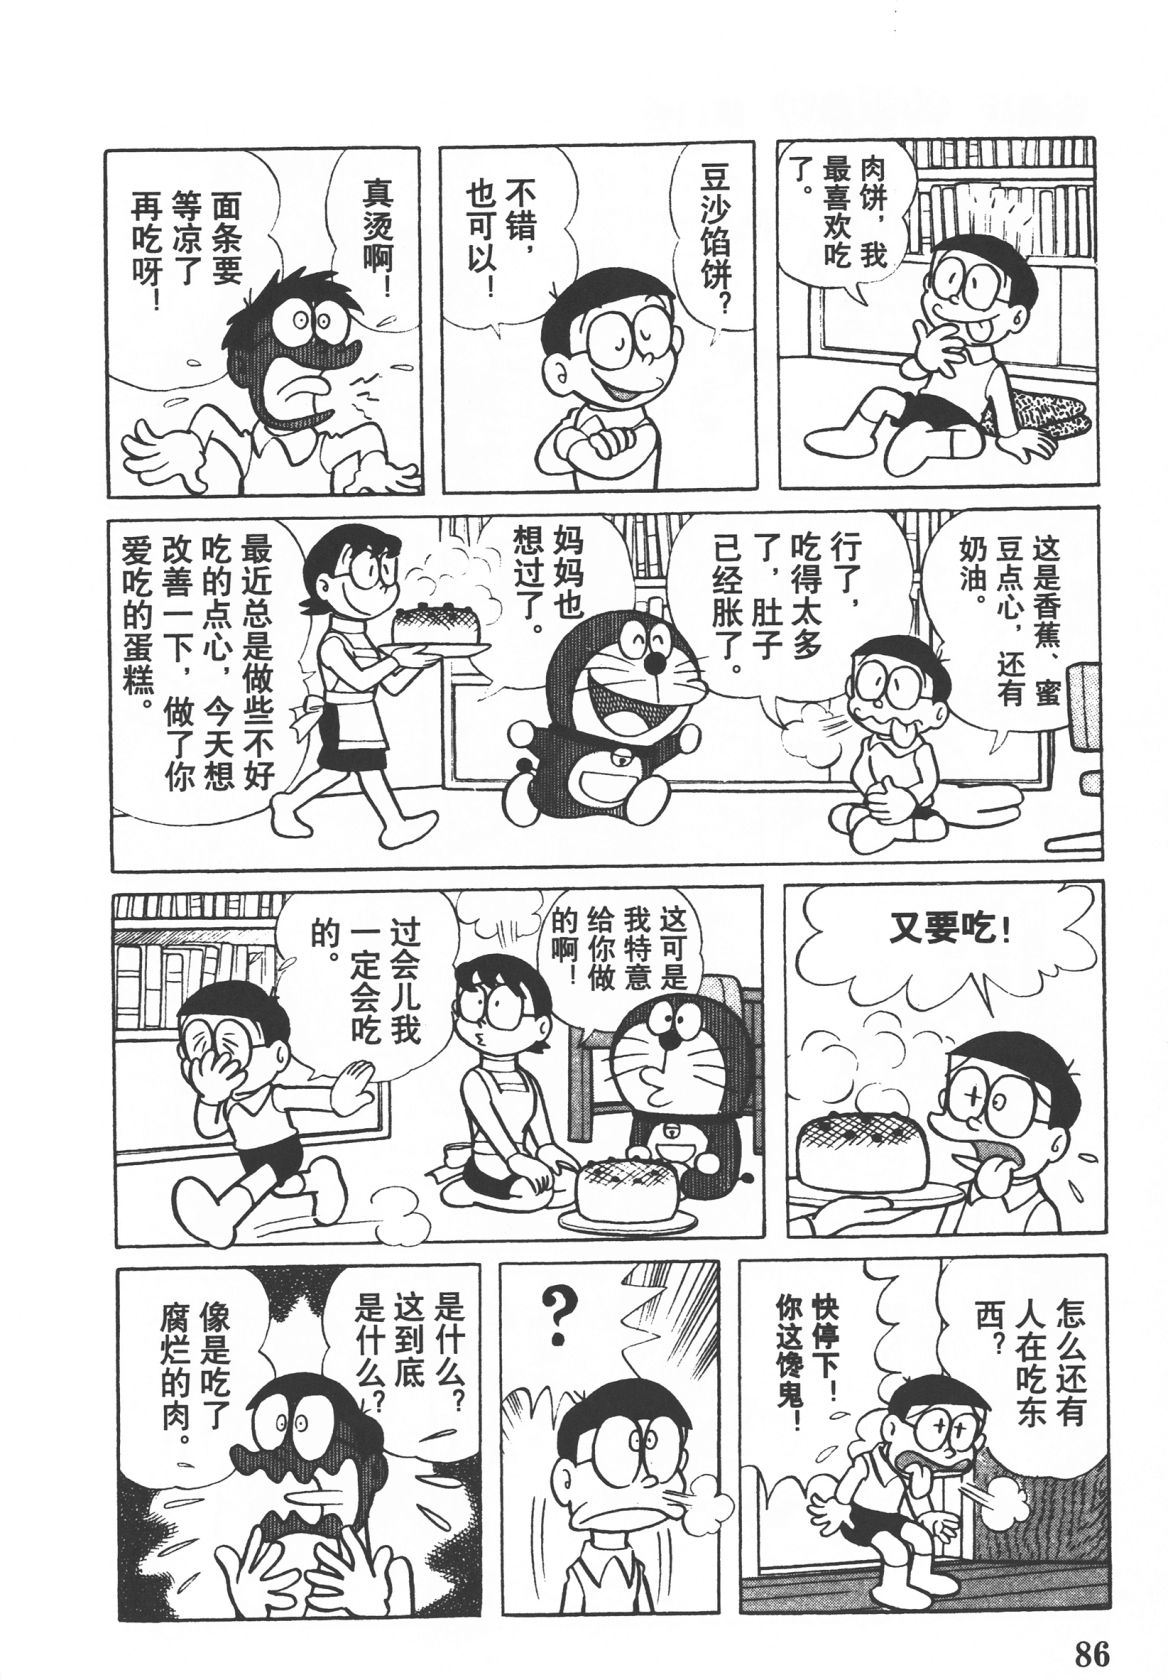 肉饼，我
最喜欢吃
了。
豆沙馅饼？
不错，
也可以！
真烫啊！
面条要
等凉了
再吃呀！
这是香蕉、蜜
豆点心，还有
奶油。
行了，
吃得太多
了，肚子
已经胀了。
妈妈也
想过了。
最近总是做些不好
吃的点心，今天想
改善一下，做了你
爱吃的蛋糕。
又要吃！
这可是
我特意
给你做
的啊！
过会儿我
一定会吃
的。
怎么还有
人在吃东
西？
快停下！
你这馋鬼！
？
是什么？
这到底
是什么？
像是吃了
腐烂的肉。
86